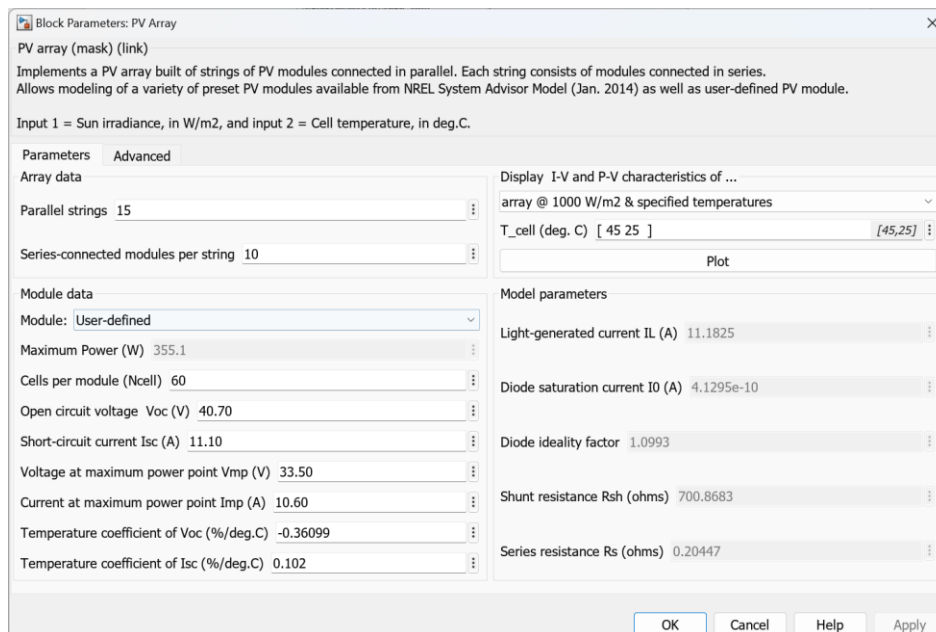 Block Parameters: PV Array
PV array (mask) (link)
Implements a PV array built of strings of PV modules connected in parallel. Each string consists of modules connected in series.
Allows modeling of a variety of preset PV modules available from NREL System Advisor Model (Jan. 2014) as well as user-defined PV module.
Input 1 = Sun irradiance, in W/m2, and input 2 = Cell temperature, in deg.C.
Parameters Advanced
Array data
Parallel strings 15
Series-connected modules per string 10
Display I-V and P-V characteristics of ...
array @ 1000 W/m2 & specified temperatures
T_cell (deg. C) [ 45 25 ] [45,25]
Plot
Module data
Module: User-defined
Maximum Power (W) 355.1
Cells per module (Ncell) 60
Open circuit voltage Voc (V) 40.70
Short-circuit current Isc (A) 11.10
Voltage at maximum power point Vmp (V) 33.50
Current at maximum power point Imp (A) 10.60
Temperature coefficient of Voc (%/deg.C) -0.36099
Temperature coefficient of Isc (%/deg.C) 0.102
Model parameters
Light-generated current IL (A) 11.1825
Diode saturation current I0 (A) 4.1295e-10
Diode ideality factor 1.0993
Shunt resistance Rsh (ohms) 700.8683
Series resistance Rs (ohms) 0.20447
OK Cancel Help Apply